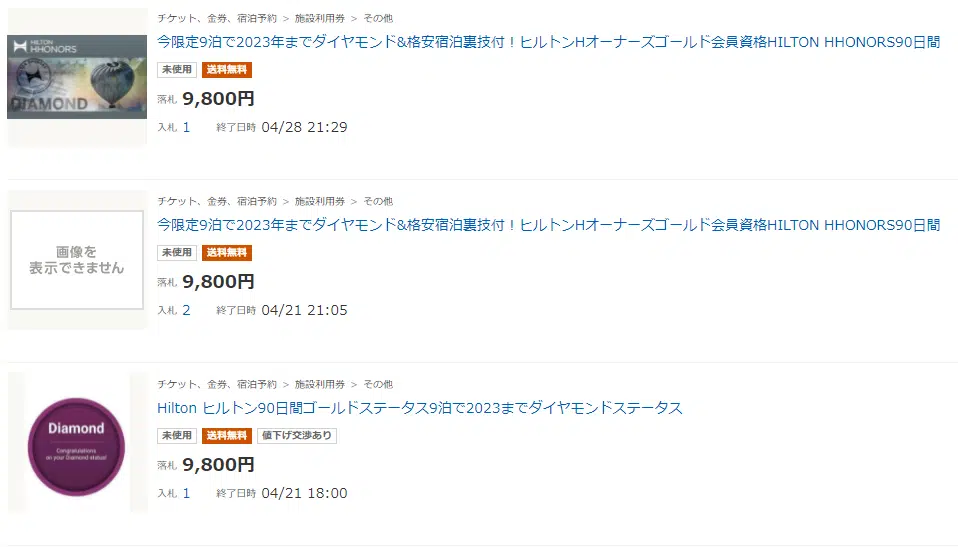 チケット、金券、宿泊予約 > 施設利用券 > その他
HILTON
HHONORS
DIAMOND
今限定9泊で2023年までダイヤモンド&格安宿泊裏技付！ヒルトンHオーナーズゴールド会員資格HILTON HHONORS90日間
未使用 送料無料
落札 9,800円
入札 1 終了日時 04/28 21:29
チケット、金券、宿泊予約 > 施設利用券 > その他
今限定9泊で2023年までダイヤモンド&格安宿泊裏技付！ヒルトンHオーナーズゴールド会員資格HILTON HHONORS90日間
画像を
表示できません
未使用 送料無料
落札 9,800円
入札 2 終了日時 04/21 21:05
チケット、金券、宿泊予約 > 施設利用券 > その他
Hilton ヒルトン90日間ゴールドステータス9泊で2023までダイヤモンドステータス
Diamond
Congratulations
on your Diamond status!
未使用 送料無料 値下げ交渉あり
落札 9,800円
入札 1 終了日時 04/21 18:00